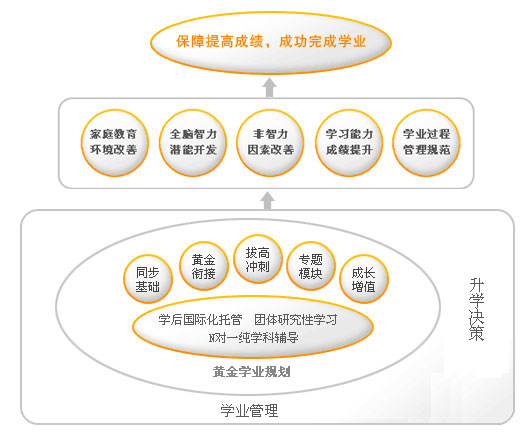 保障提高成绩，成功完成学业
家庭教育
环境改善
全脑智力
潜能开发
非智力
因素改善
学习能力
成绩提升
学业过程
管理规范
同步
基础
黄金
衔接
拔高
冲刺
专题
模块
成长
增值
学后国际化托管 团体研究性学习
N对一纯学科辅导
黄金学业规划
学业管理
升学决策